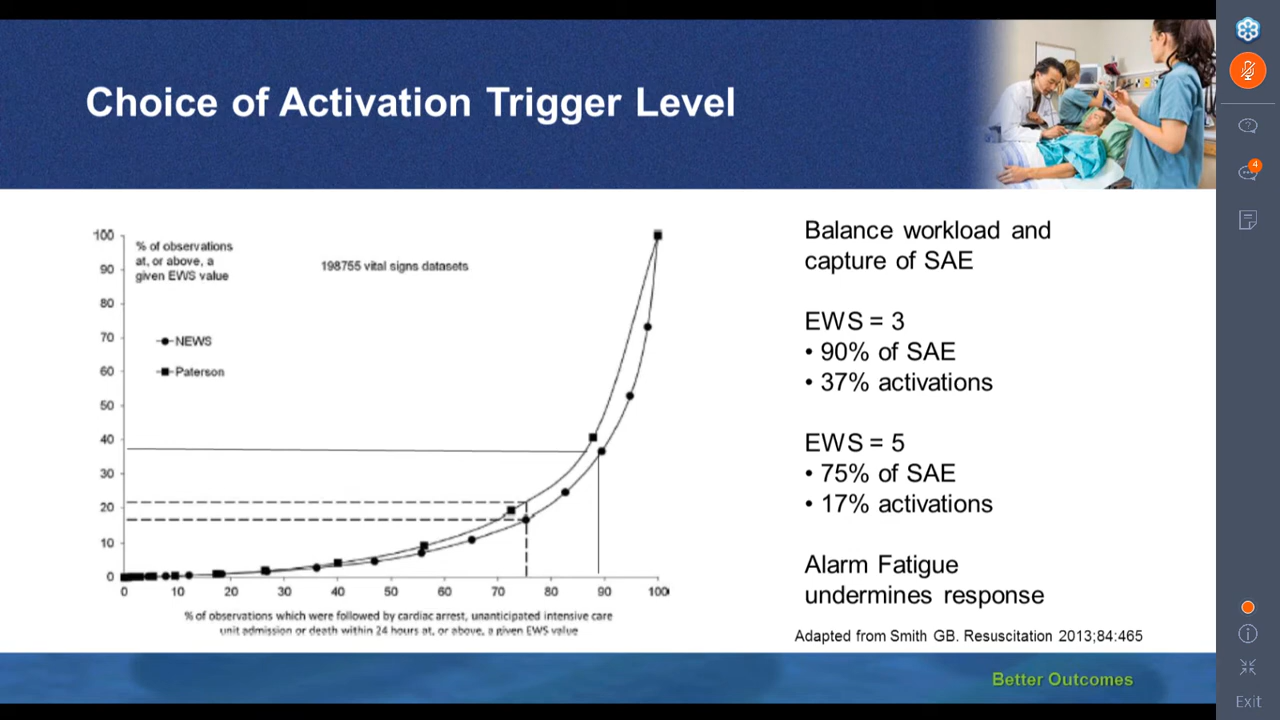 Choice of Activation Trigger Level
100
90
80
70
60
50
40
30
20
10
0
% of observations
at, or above, a
given EWS value
198755 vital signs datasets
NEWS
Paterson
0
10
20
30
40
50
60
70
80
90
100
% of observations which were followed by cardiac arrest, unanticipated intensive care
unit admission or death within 24 hours at, or above, a given EWS value
Balance workload and
capture of SAE
EWS = 3
• 90% of SAE
• 37% activations
EWS = 5
• 75% of SAE
• 17% activations
Alarm Fatigue
undermines response
Adapted from Smith GB. Resuscitation 2013;84:465
Better Outcomes
?
4
Exit